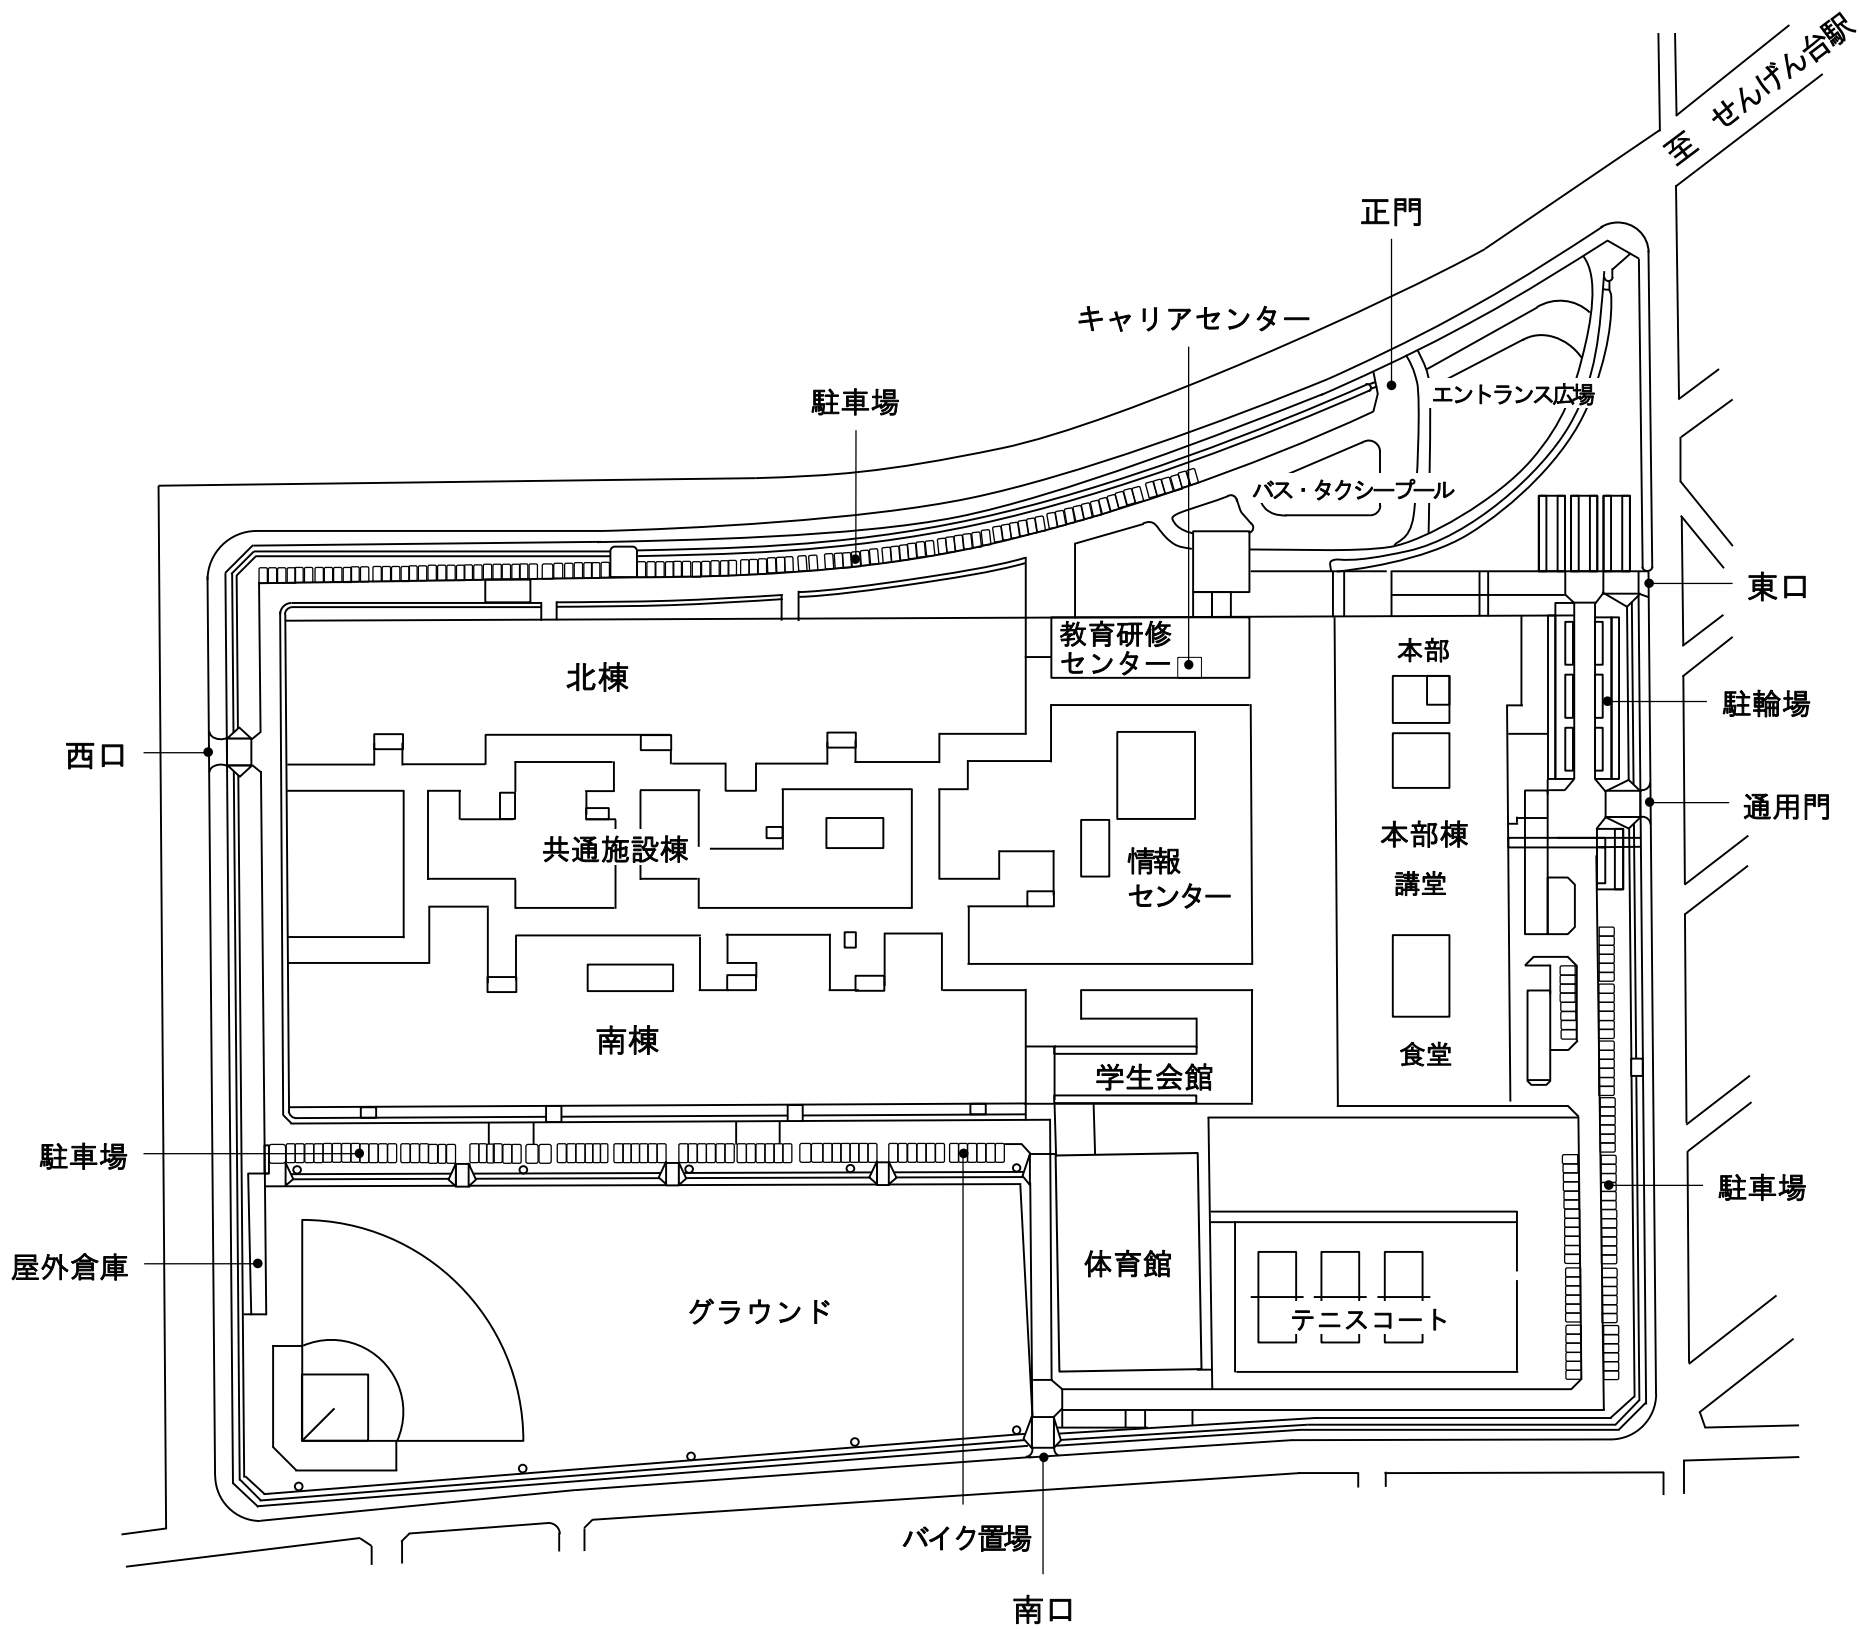 至　せんげん台駅
正門
キャリアセンター
駐車場
エントランス広場
バス・タクシープール
東口
教育研修
センター
本部
北棟
駐輪場
西口
通用門
共通施設棟
情報
センター
本部棟
講堂
南棟
食堂
学生会館
駐車場
駐車場
屋外倉庫
体育館
グラウンド
テニスコート
バイク置場
南口